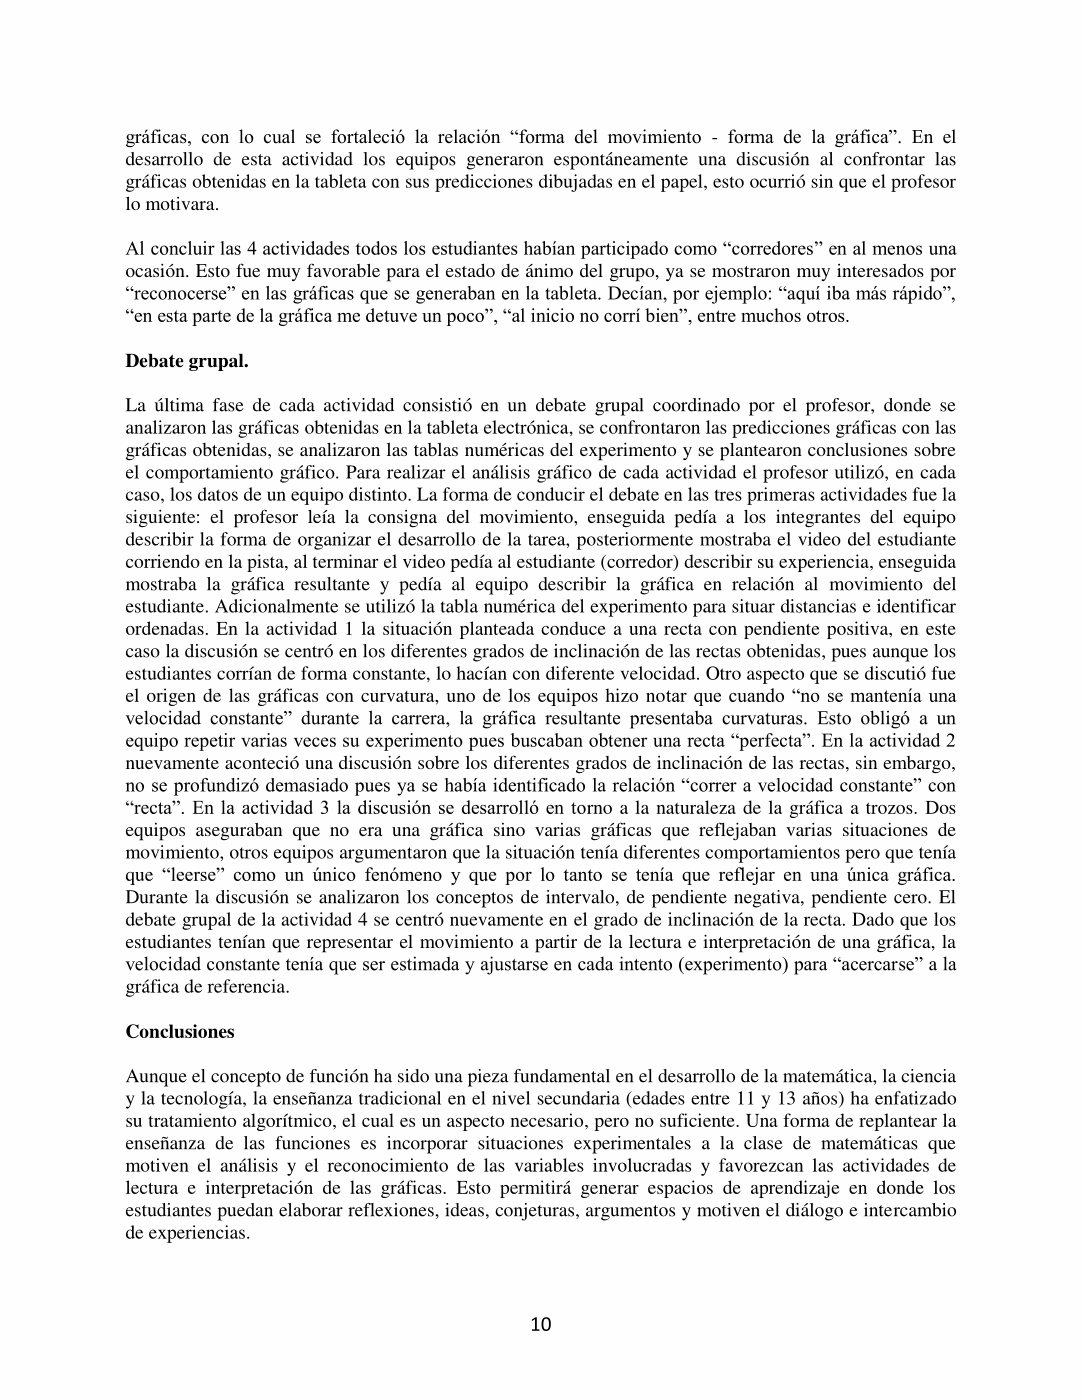 gráficas, con lo cual se fortaleció la relación “forma del movimiento - forma de la gráfica”. En el
desarrollo de esta actividad los equipos generaron espontáneamente una discusión al confrontar las
gráficas obtenidas en la tableta con sus predicciones dibujadas en el papel, esto ocurrió sin que el profesor
lo motivara.
Al concluir las 4 actividades todos los estudiantes habían participado como “corredores” en al menos una
ocasión. Esto fue muy favorable para el estado de ánimo del grupo, ya se mostraron muy interesados por
“reconocerse” en las gráficas que se generaban en la tableta. Decían, por ejemplo: “aquí iba más rápido”,
“en esta parte de la gráfica me detuve un poco”, “al inicio no corrí bien”, entre muchos otros.
Debate grupal.
La última fase de cada actividad consistió en un debate grupal coordinado por el profesor, donde se
analizaron las gráficas obtenidas en la tableta electrónica, se confrontaron las predicciones gráficas con las
gráficas obtenidas, se analizaron las tablas numéricas del experimento y se plantearon conclusiones sobre
el comportamiento gráfico. Para realizar el análisis gráfico de cada actividad el profesor utilizó, en cada
caso, los datos de un equipo distinto. La forma de conducir el debate en las tres primeras actividades fue la
siguiente: el profesor leía la consigna del movimiento, enseguida pedía a los integrantes del equipo
describir la forma de organizar el desarrollo de la tarea, posteriormente mostraba el video del estudiante
corriendo en la pista, al terminar el video pedía al estudiante (corredor) describir su experiencia, enseguida
mostraba la gráfica resultante y pedía al equipo describir la gráfica en relación al movimiento del
estudiante. Adicionalmente se utilizó la tabla numérica del experimento para situar distancias e identificar
ordenadas. En la actividad 1 la situación planteada conduce a una recta con pendiente positiva, en este
caso la discusión se centró en los diferentes grados de inclinación de las rectas obtenidas, pues aunque los
estudiantes corrían de forma constante, lo hacían con diferente velocidad. Otro aspecto que se discutió fue
el origen de las gráficas con curvatura, uno de los equipos hizo notar que cuando “no se mantenía una
velocidad constante” durante la carrera, la gráfica resultante presentaba curvaturas. Esto obligó a un
equipo repetir varias veces su experimento pues buscaban obtener una recta “perfecta”. En la actividad 2
nuevamente aconteció una discusión sobre los diferentes grados de inclinación de las rectas, sin embargo,
no se profundizó demasiado pues ya se había identificado la relación “correr a velocidad constante” con
“recta”. En la actividad 3 la discusión se desarrolló en torno a la naturaleza de la gráfica a trozos. Dos
equipos aseguraban que no era una gráfica sino varias gráficas que reflejaban varias situaciones de
movimiento, otros equipos argumentaron que la situación tenía diferentes comportamientos pero que tenía
que “leerse” como un único fenómeno y que por lo tanto se tenía que reflejar en una única gráfica.
Durante la discusión se analizaron los conceptos de intervalo, de pendiente negativa, pendiente cero. El
debate grupal de la actividad 4 se centró nuevamente en el grado de inclinación de la recta. Dado que los
estudiantes tenían que representar el movimiento a partir de la lectura e interpretación de una gráfica, la
velocidad constante tenía que ser estimada y ajustarse en cada intento (experimento) para “acercarse” a la
gráfica de referencia.
Conclusiones
Aunque el concepto de función ha sido una pieza fundamental en el desarrollo de la matemática, la ciencia
y la tecnología, la enseñanza tradicional en el nivel secundaria (edades entre 11 y 13 años) ha enfatizado
su tratamiento algorítmico, el cual es un aspecto necesario, pero no suficiente. Una forma de replantear la
enseñanza de las funciones es incorporar situaciones experimentales a la clase de matemáticas que
motiven el análisis y el reconocimiento de las variables involucradas y favorezcan las actividades de
lectura e interpretación de las gráficas. Esto permitirá generar espacios de aprendizaje en donde los
estudiantes puedan elaborar reflexiones, ideas, conjeturas, argumentos y motiven el diálogo e intercambio
de experiencias.
10